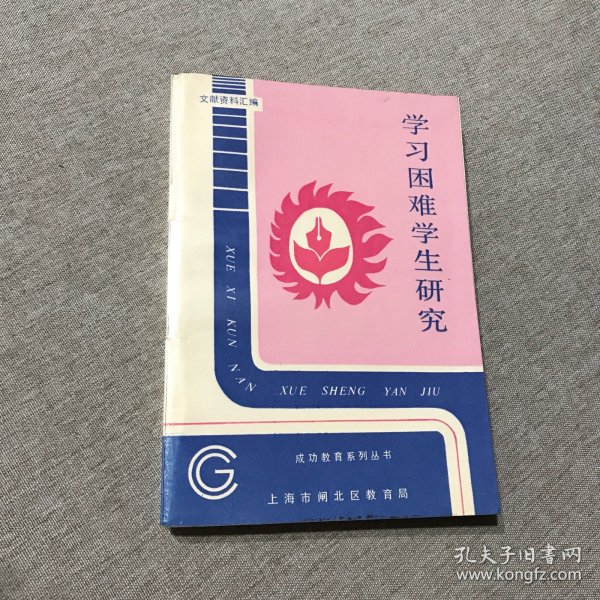 文献资料汇编
学习困难学生研究
XUE XI KUN NAN XUE SHENG YAN JIU
成功教育系列丛书
上海市闸北区教育局
孔夫子旧书网
www.kongfz.com